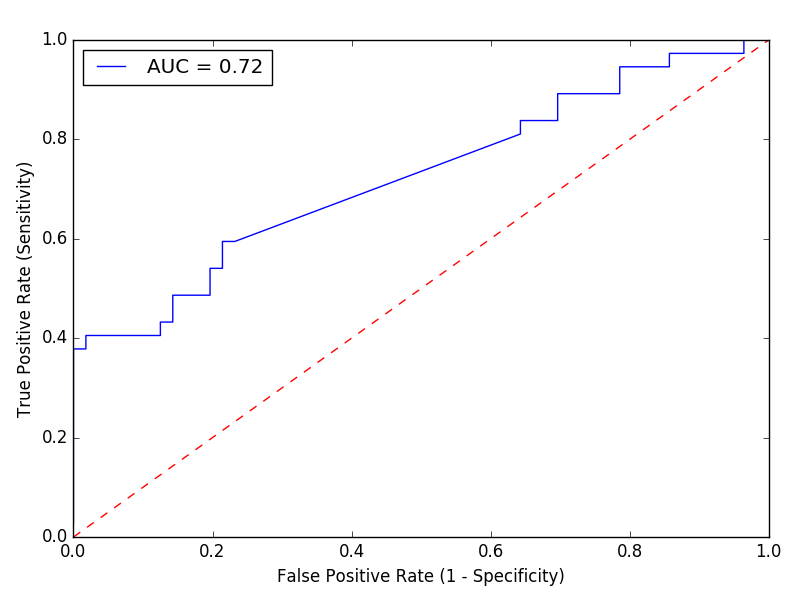 AUC = 0.72
1.0
0.8
0.6
0.4
0.2
0.0
True Positive Rate (Sensitivity)
0.0 0.2 0.4 0.6 0.8 1.0
False Positive Rate (1 - Specificity)